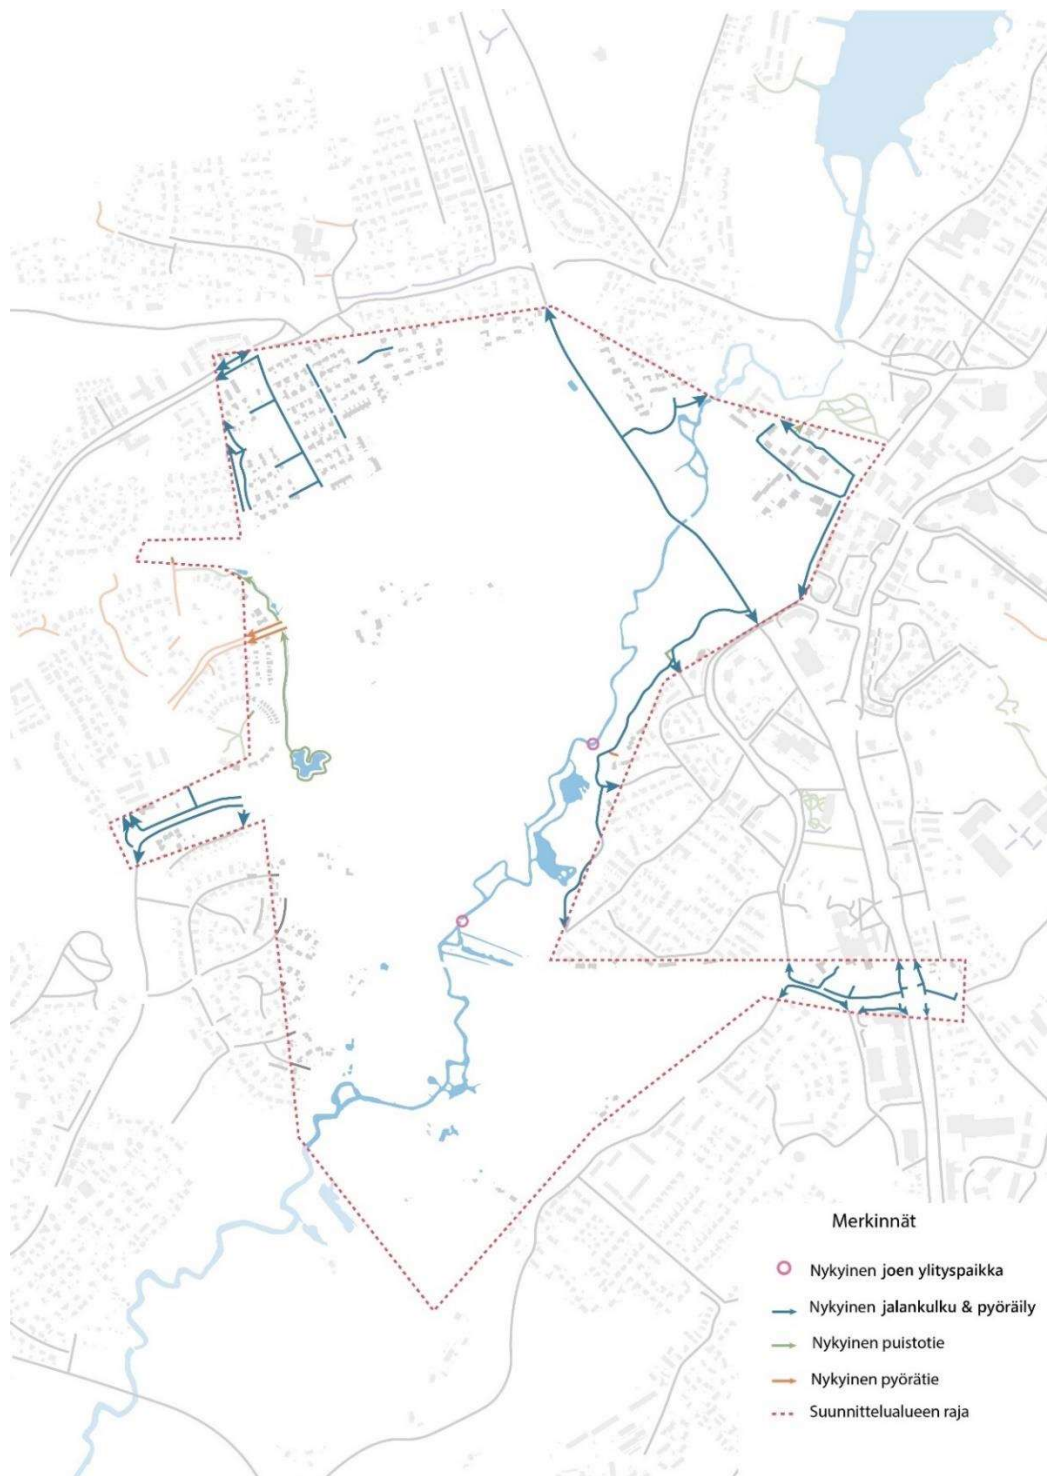 Merkinnät
Nykyinen joen ylityspaikka
Nykyinen jalankulku & pyöräily
Nykyinen puistotie
Nykyinen pyörätie
Suunnittelualueen raja